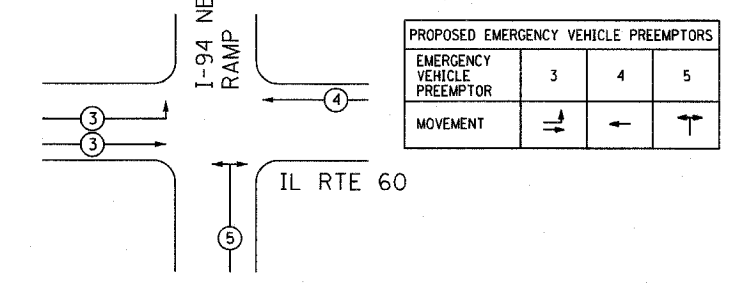 I-94 NE
RAMP
3
3
4
5
IL RTE 60
PROPOSED EMERGENCY VEHICLE PREEMPTORS
EMERGENCY
VEHICLE
PREEMPTOR
3
4
5
MOVEMENT